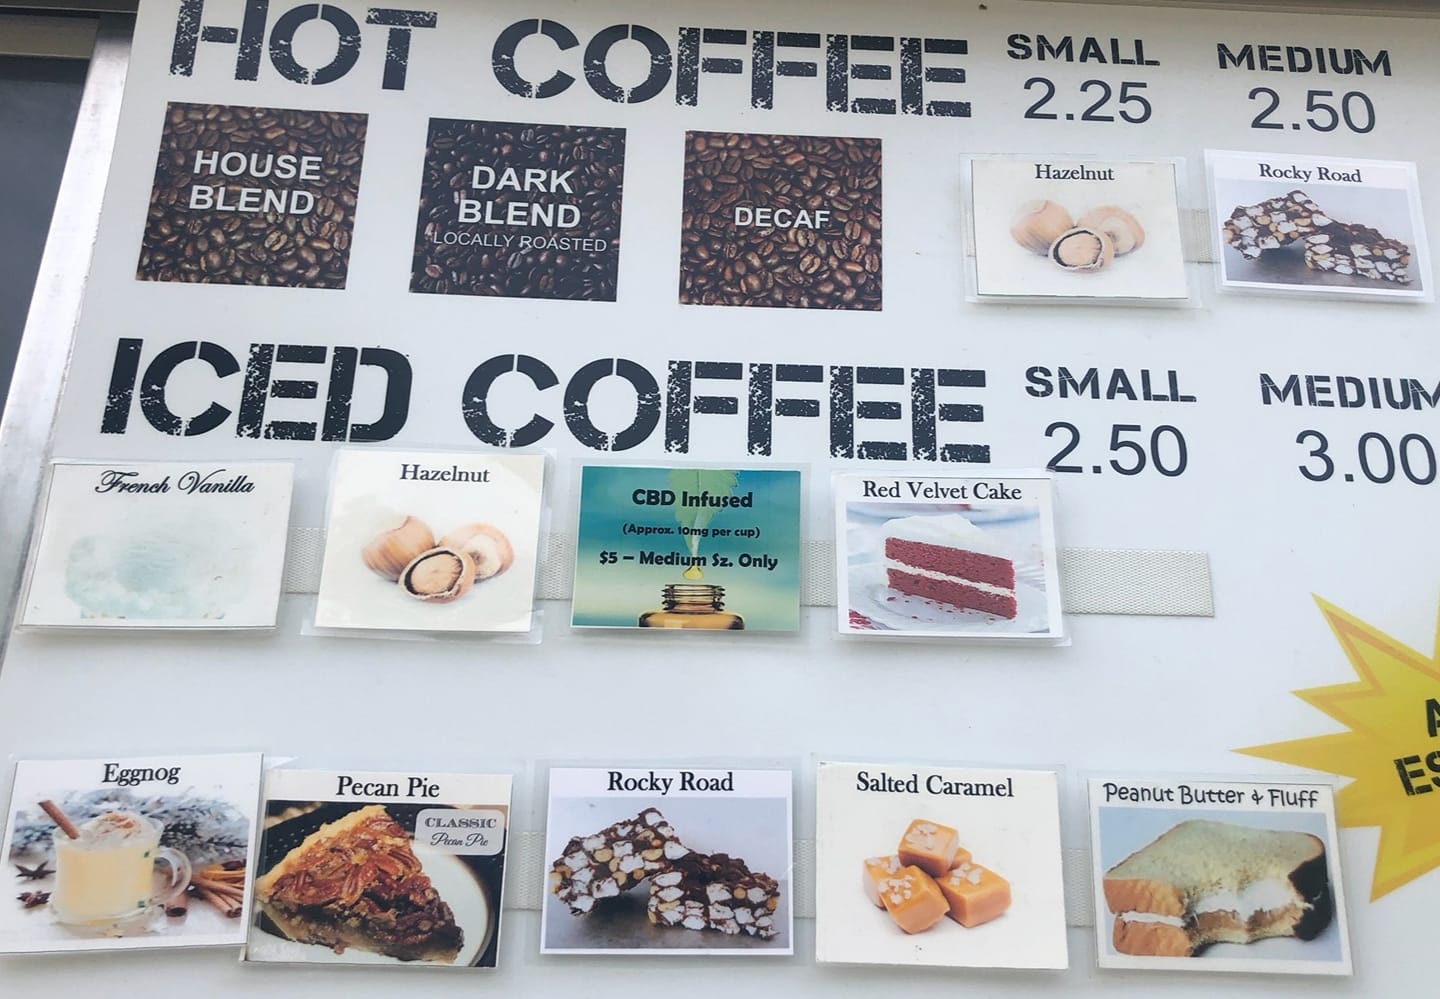 HOT COFFEE
SMALL MEDIUM
2.25 2.50
HOUSE
BLEND
DARK
BLEND
LOCALLY ROASTED
DECAF
Hazelnut
Rocky Road
ICED COFFEE
SMALL MEDIUM
2.50 3.00
French Vanilla
Hazelnut
CBD Infused
(Approx. 10mg per cup)
$5 – Medium Sz. Only
Red Velvet Cake
Eggnog
Pecan Pie
CLASSIC
Pecan Pie
Rocky Road
Salted Caramel
Peanut Butter & Fluff